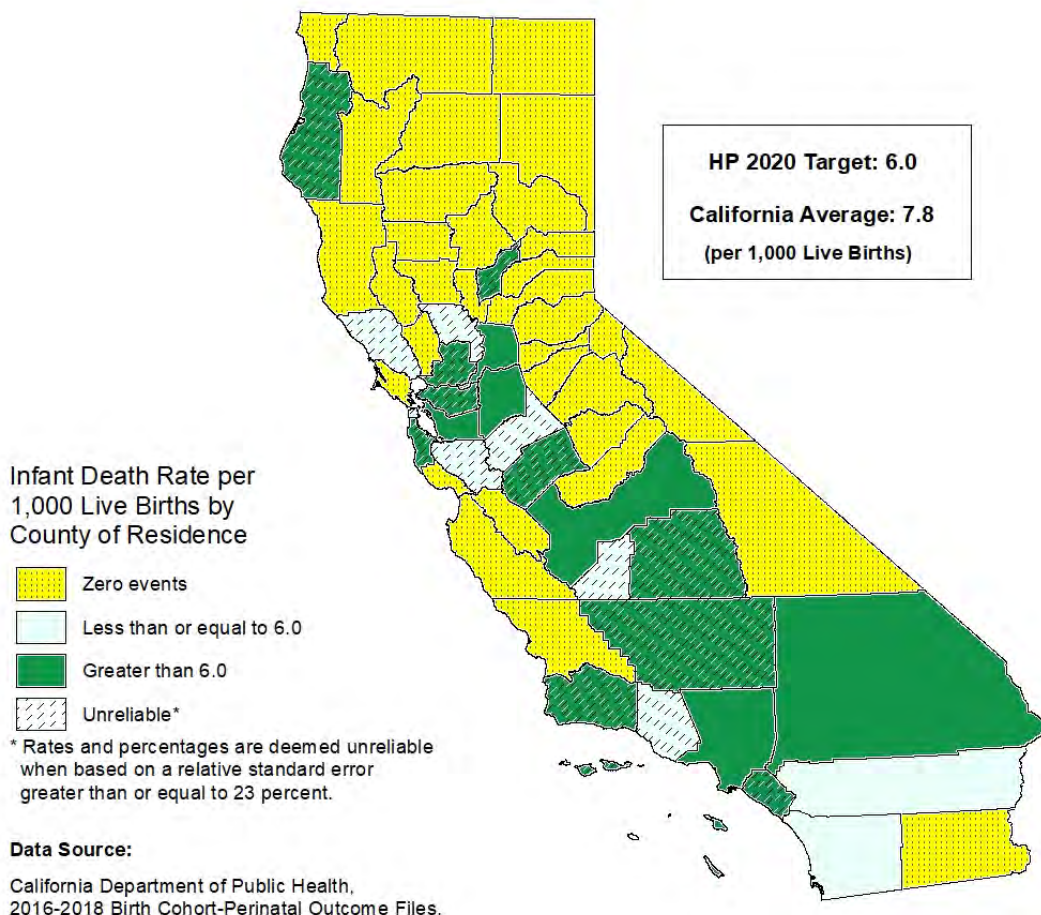 HP 2020 Target: 6.0
California Average: 7.8
(per 1,000 Live Births)
Infant Death Rate per
1,000 Live Births by
County of Residence
Zero events
Less than or equal to 6.0
Greater than 6.0
Unreliable*
* Rates and percentages are deemed unreliable
when based on a relative standard error
greater than or equal to 23 percent.
Data Source:
California Department of Public Health,
2016-2018 Birth Cohort-Perinatal Outcome Files.